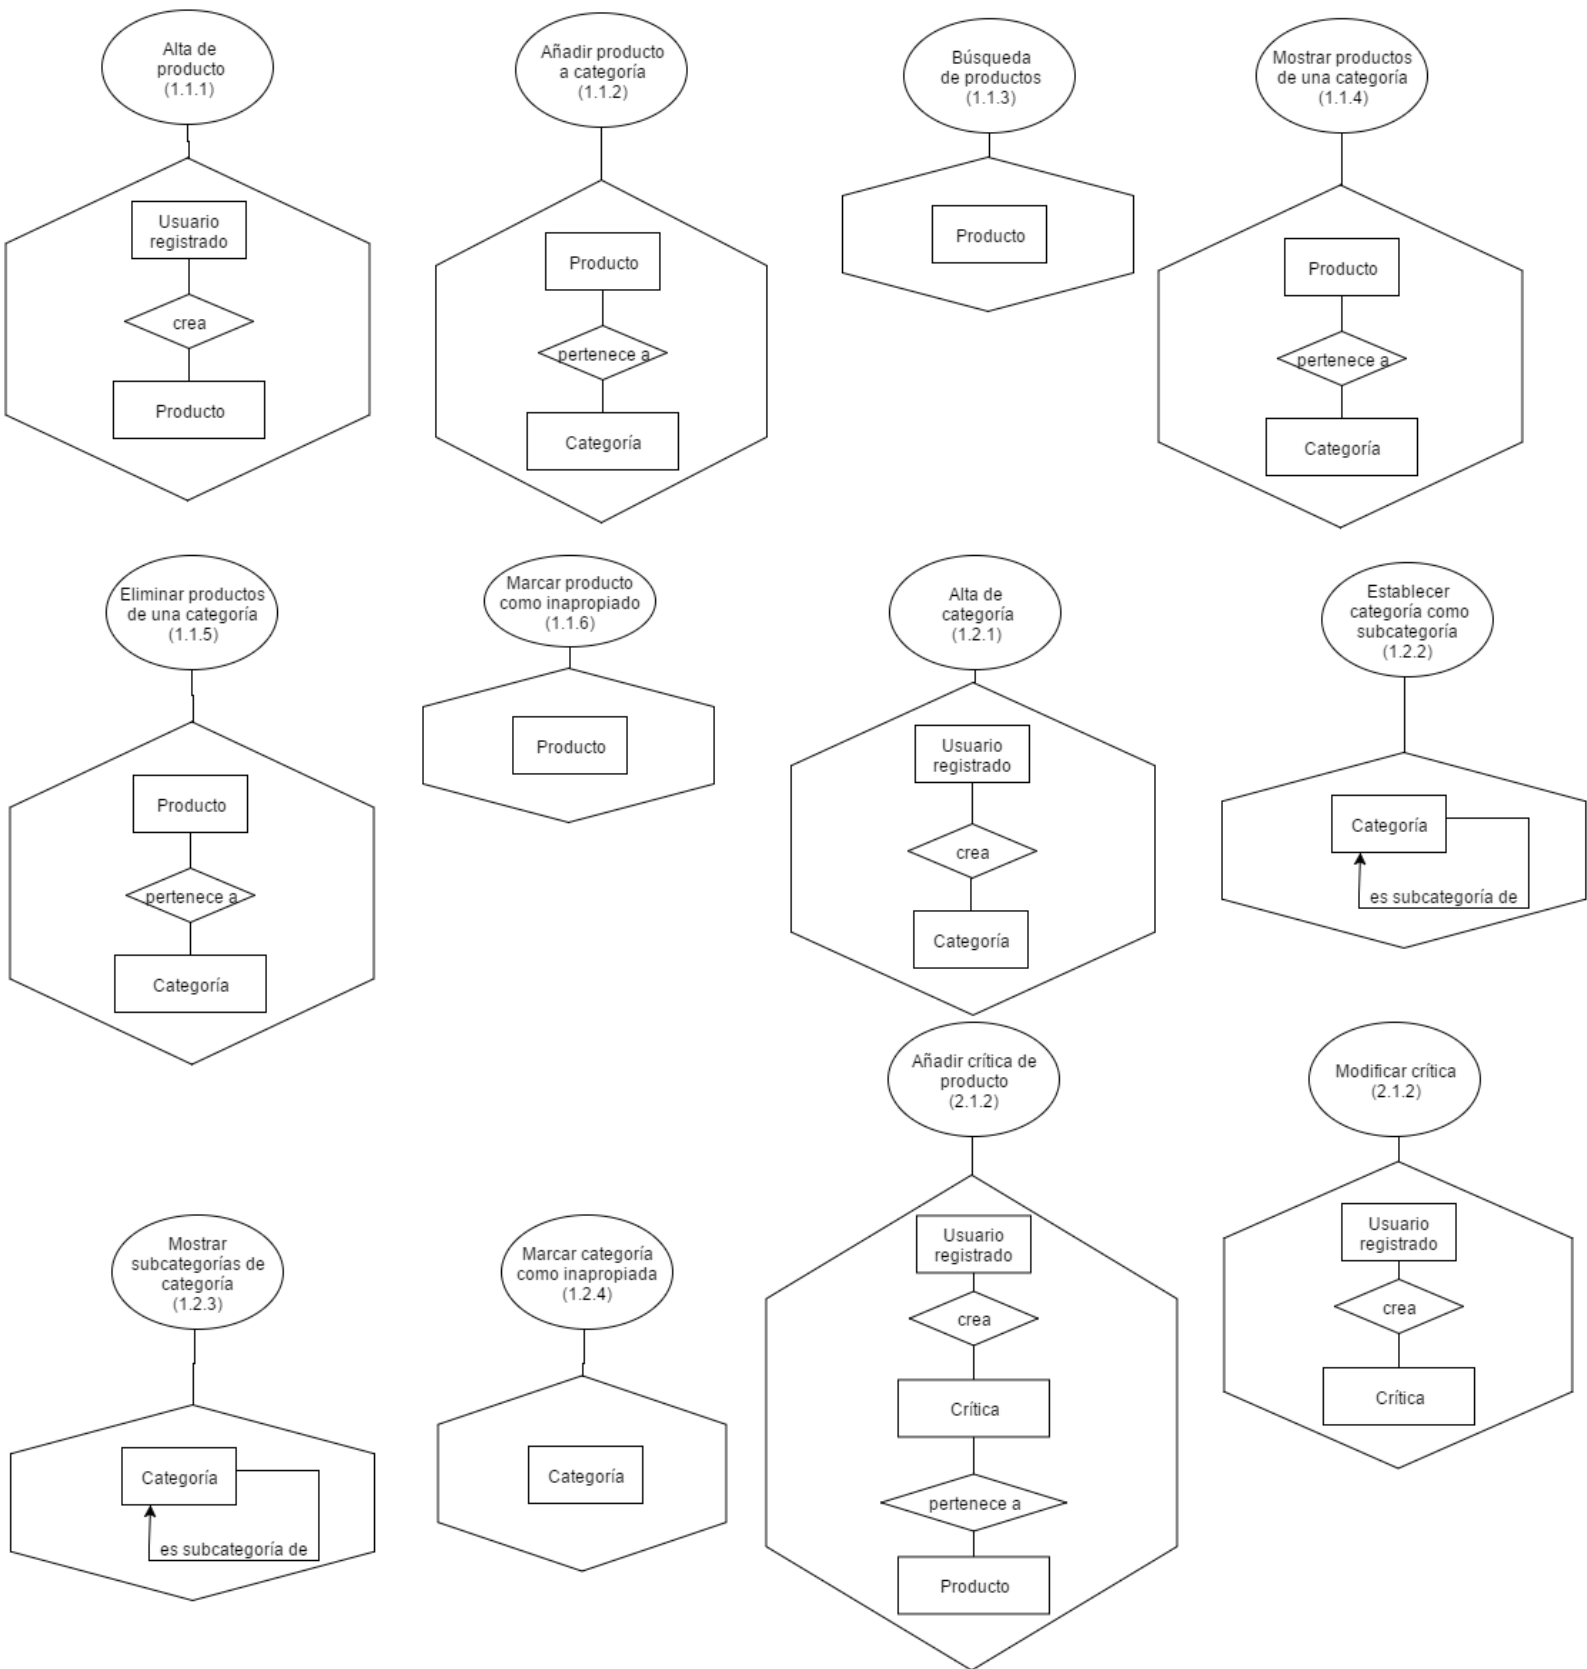 Alta de
producto
(1.1.1)
Usuario
registrado
crea
Producto
Añadir producto
a categoría
(1.1.2)
Producto
pertenece a
Categoría
Búsqueda
de productos
(1.1.3)
Producto
Mostrar productos
de una categoría
(1.1.4)
Producto
pertenece a
Categoría
Eliminar productos
de una categoría
(1.1.5)
Producto
pertenece a
Categoría
Marcar producto
como inapropiado
(1.1.6)
Producto
Alta de
categoría
(1.2.1)
Usuario
registrado
crea
Categoría
Establecer
categoría como
subcategoría
(1.2.2)
Categoría
es subcategoría de
Mostrar
subcategorías de
categoría
(1.2.3)
Categoría
es subcategoría de
Marcar categoría
como inapropiada
(1.2.4)
Categoría
Añadir crítica de
producto
(2.1.2)
Usuario
registrado
crea
Crítica
pertenece a
Producto
Modificar crítica
(2.1.2)
Usuario
registrado
crea
Crítica